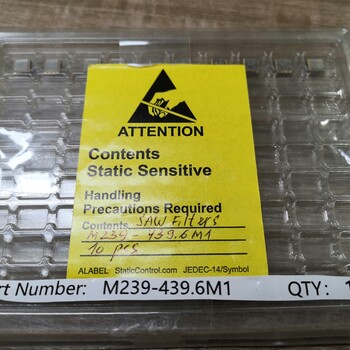 ATTENTION
Contents
Static Sensitive
Handling
Precautions Required
Contents SAW Filters
M239 - 439.6M1
10 pcs
ALABEL StaticControl.com JEDEC-14/Symbol
rt Number: M239-439.6M1 QTY: 1